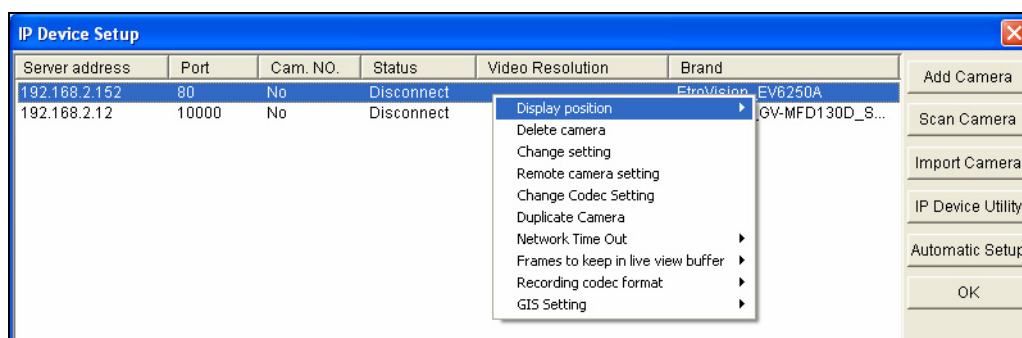 IP Device Setup
Server address Port Cam. NO. Status Video Resolution Brand
192.168.2.152 80 No Disconnect EtroVision_EV6250A
192.168.2.12 10000 No Disconnect _GV-MFD130D_S...
Display position
Delete camera
Change setting
Remote camera setting
Change Codec Setting
Duplicate Camera
Network Time Out
Frames to keep in live view buffer
Recording codec format
GIS Setting
Add Camera
Scan Camera
Import Camera
IP Device Utility
Automatic Setup
OK